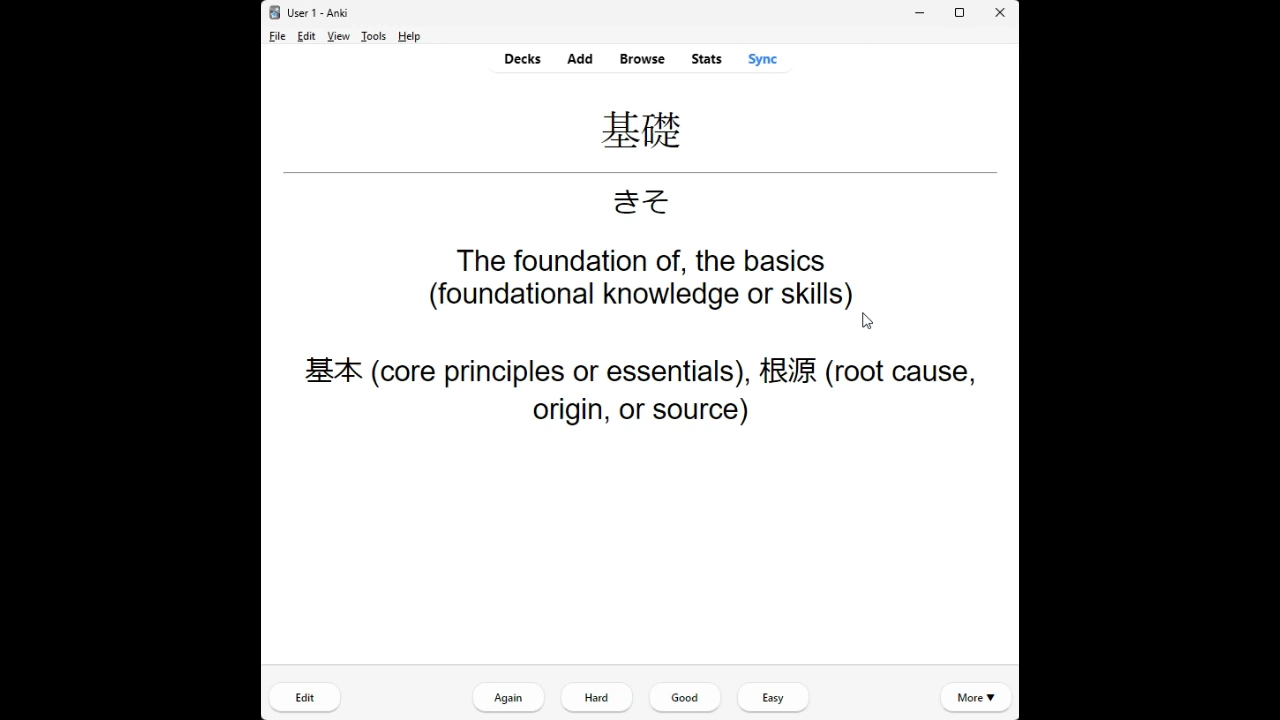 User 1 - Anki
File Edit View Tools Help
Decks Add Browse Stats Sync
基礎
きそ
The foundation of, the basics
(foundational knowledge or skills)
基本 (core principles or essentials), 根源 (root cause,
origin, or source)
Edit Again Hard Good Easy More ▼